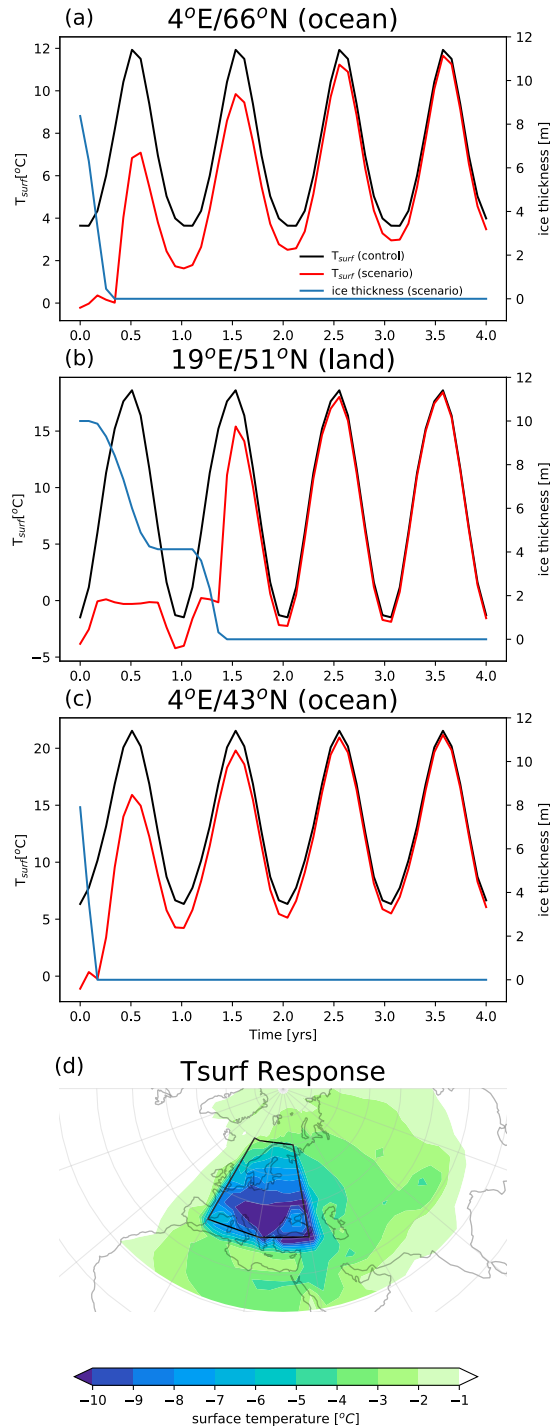 (a) 4°E/66°N (ocean)
12
10
8
6
4
2
0
T_surf[°C]
12
10
8
6
4
2
0
ice thickness [m]
T_surf (control)
T_surf (scenario)
ice thickness (scenario)
0.0 0.5 1.0 1.5 2.0 2.5 3.0 3.5 4.0
(b) 19°E/51°N (land)
15
10
5
0
−5
T_surf[°C]
12
10
8
6
4
2
0
ice thickness [m]
0.0 0.5 1.0 1.5 2.0 2.5 3.0 3.5 4.0
(c) 4°E/43°N (ocean)
20
15
10
5
0
T_surf[°C]
12
10
8
6
4
2
0
ice thickness [m]
0.0 0.5 1.0 1.5 2.0 2.5 3.0 3.5 4.0
Time [yrs]
(d) Tsurf Response
−10 −9 −8 −7 −6 −5 −4 −3 −2 −1
surface temperature [°C]